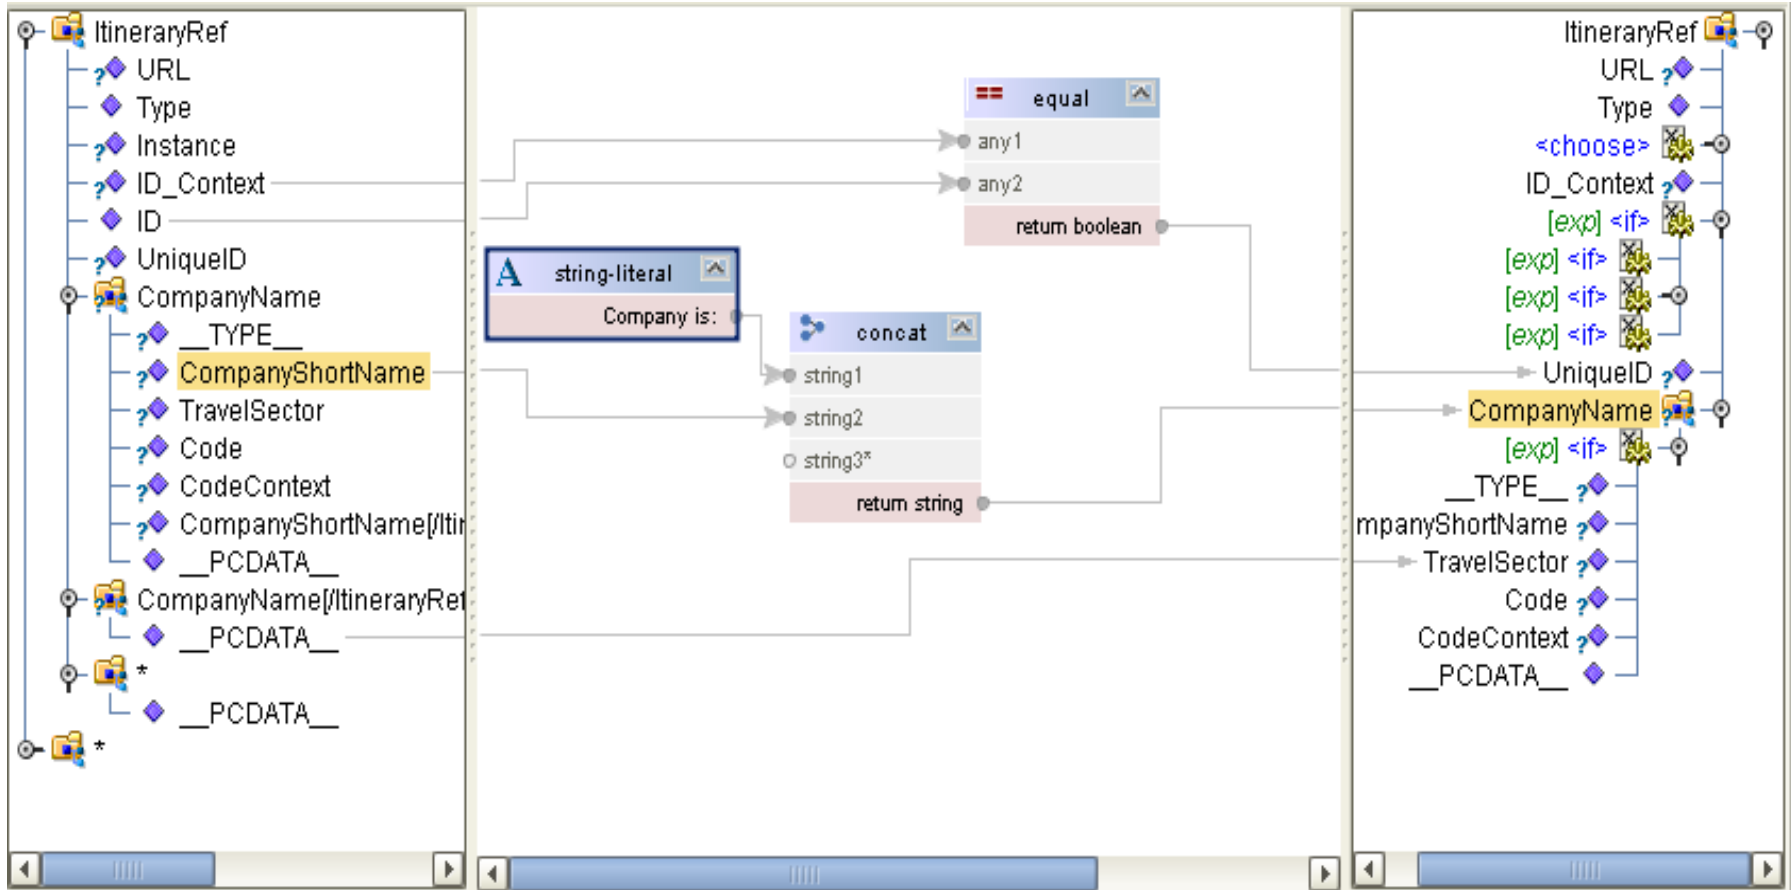 ItineraryRef
URL
Type
Instance
ID_Context
ID
UniqueID
CompanyName
__TYPE__
CompanyShortName
TravelSector
Code
CodeContext
CompanyShortName[/Itin
__PCDATA__
CompanyName[/ItineraryRef
__PCDATA__
*
__PCDATA__
*
== equal
any1
any2
return boolean
A string-literal
Company is:
concat
string1
string2
string3*
return string
ItineraryRef
URL
Type
<choose>
ID_Context
[exp] <if>
[exp] <if>
[exp] <if>
[exp] <if>
UniqueID
CompanyName
[exp] <if>
__TYPE__
mpanyShortName
TravelSector
Code
CodeContext
__PCDATA__